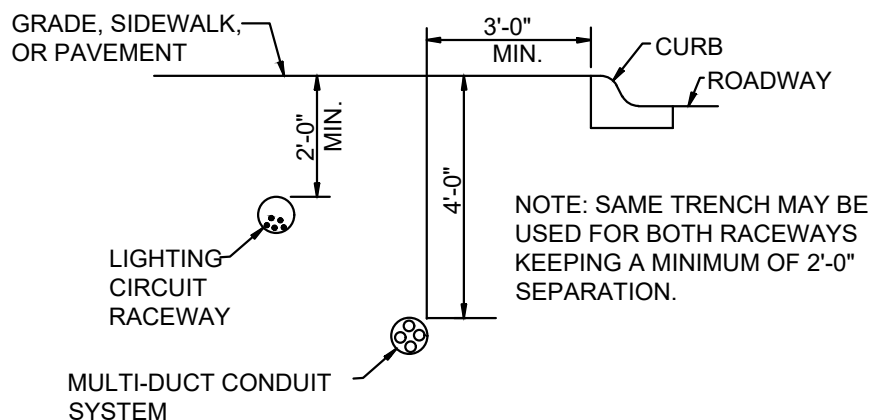 GRADE, SIDEWALK,
OR PAVEMENT
3'-0"
MIN.
CURB
ROADWAY
2'-0"
MIN.
4'-0"
NOTE: SAME TRENCH MAY BE
USED FOR BOTH RACEWAYS
KEEPING A MINIMUM OF 2'-0"
SEPARATION.
LIGHTING
CIRCUIT
RACEWAY
MULTI-DUCT CONDUIT
SYSTEM